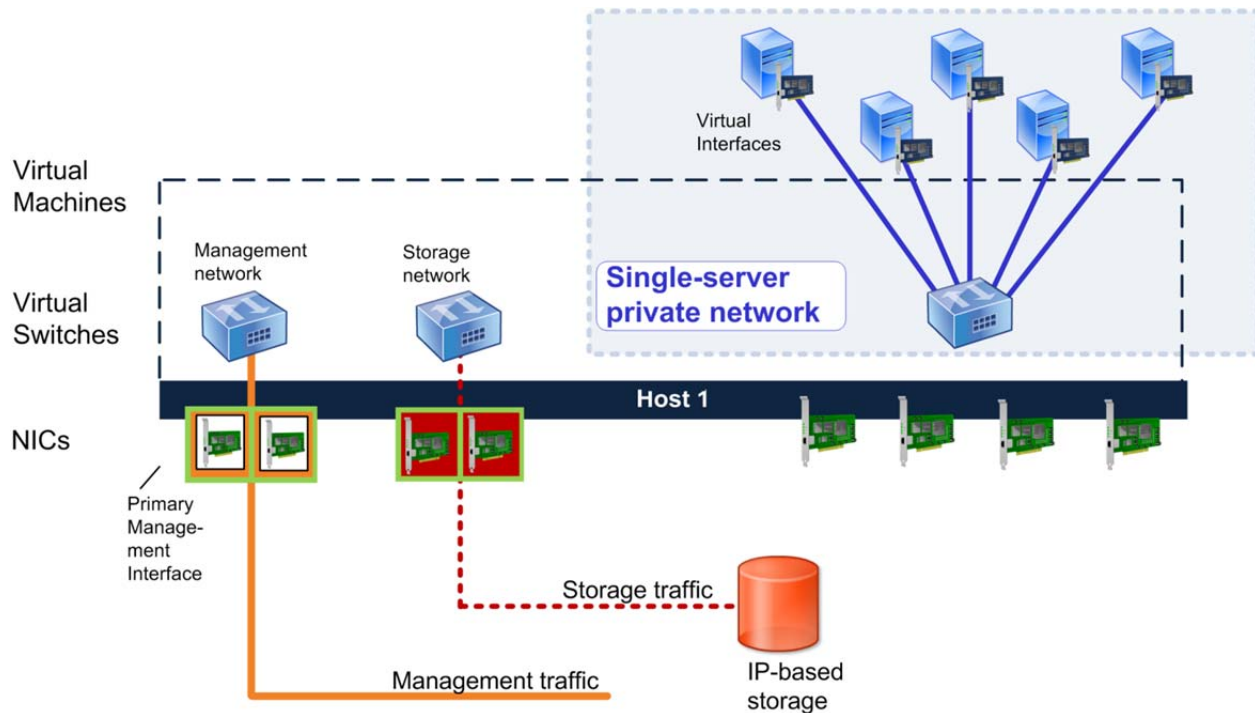 Virtual
Interfaces
Virtual
Machines
Management
network
Storage
network
Single-server
private network
Virtual
Switches
Host 1
NICs
Primary
Manage-
ment
Interface
Storage traffic
Management traffic
IP-based
storage